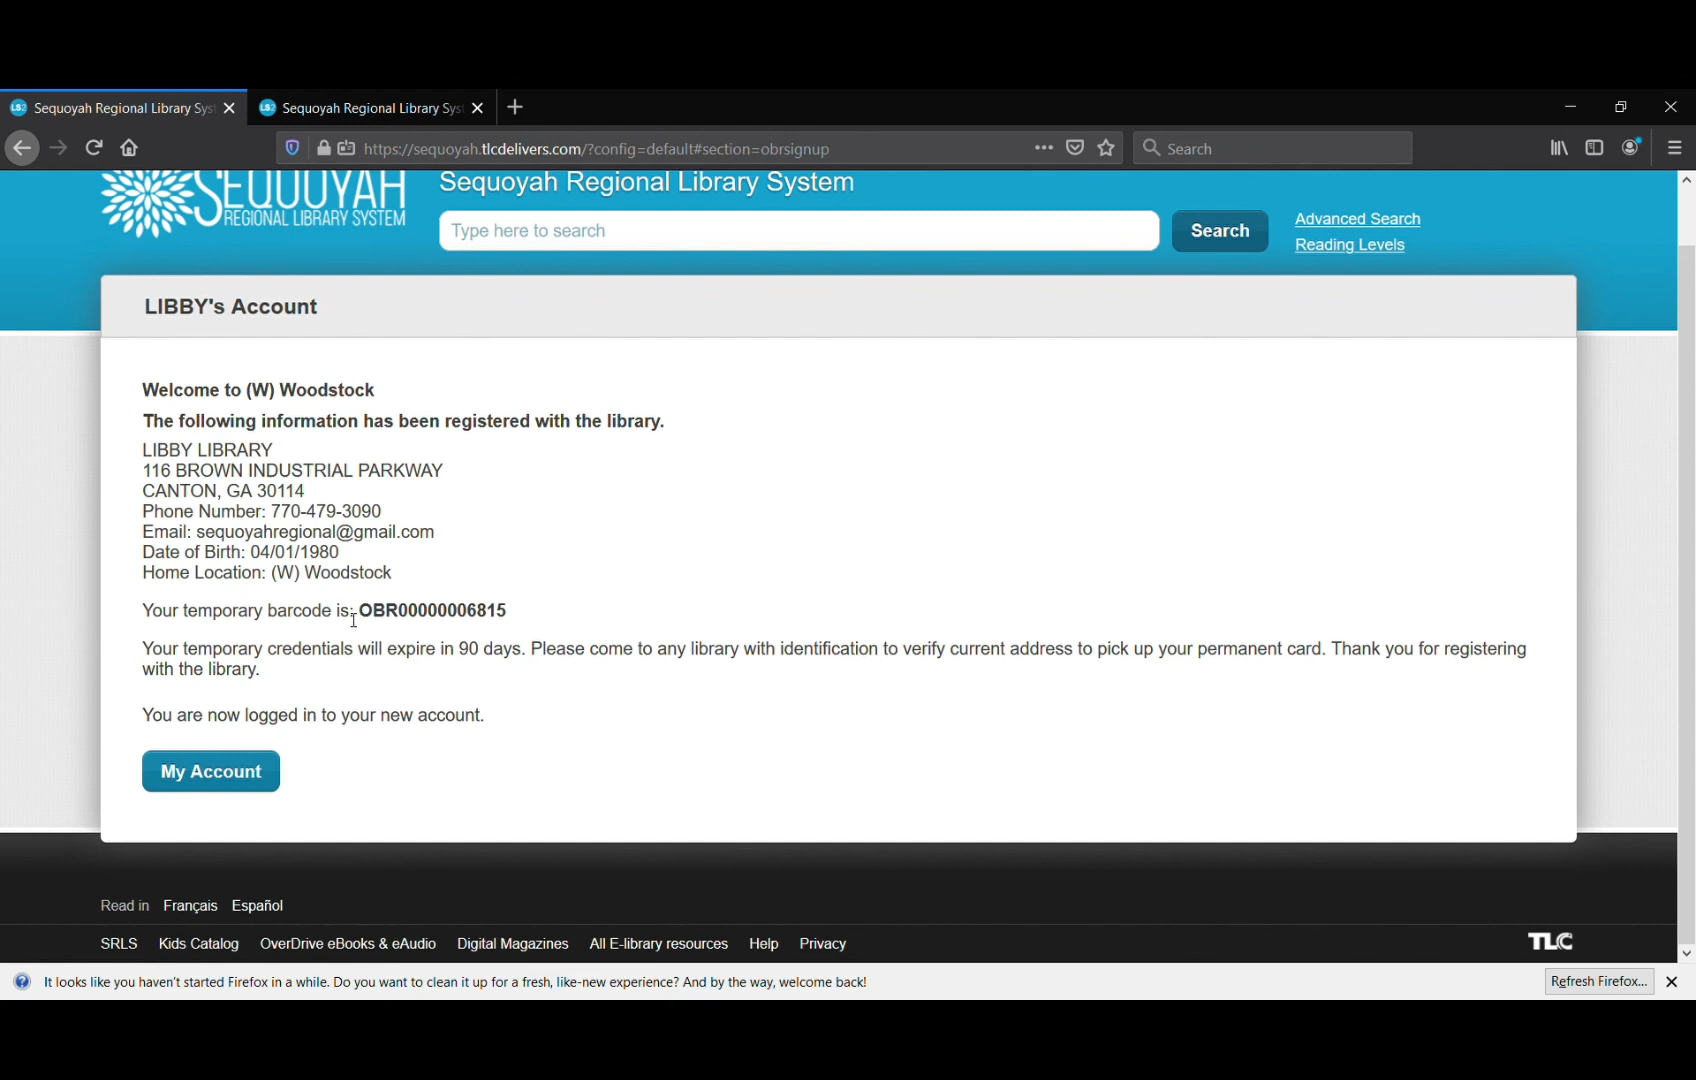 Sequoyah Regional Library Sys
Sequoyah Regional Library Sys
https://sequoyah.tlcdelivers.com/?config=default#section=obrsignup
Search
SEQUOYAH
REGIONAL LIBRARY SYSTEM
Sequoyah Regional Library System
Type here to search
Search
Advanced Search
Reading Levels
LIBBY's Account
Welcome to (W) Woodstock
The following information has been registered with the library.
LIBBY LIBRARY
116 BROWN INDUSTRIAL PARKWAY
CANTON, GA 30114
Phone Number: 770-479-3090
Email: sequoyahregional@gmail.com
Date of Birth: 04/01/1980
Home Location: (W) Woodstock
Your temporary barcode is: OBR00000006815
Your temporary credentials will expire in 90 days. Please come to any library with identification to verify current address to pick up your permanent card. Thank you for registering
with the library.
You are now logged in to your new account.
My Account
Read in Français Español
SRLS Kids Catalog OverDrive eBooks & eAudio Digital Magazines All E-library resources Help Privacy
TLC
It looks like you haven't started Firefox in a while. Do you want to clean it up for a fresh, like-new experience? And by the way, welcome back!
Refresh Firefox...